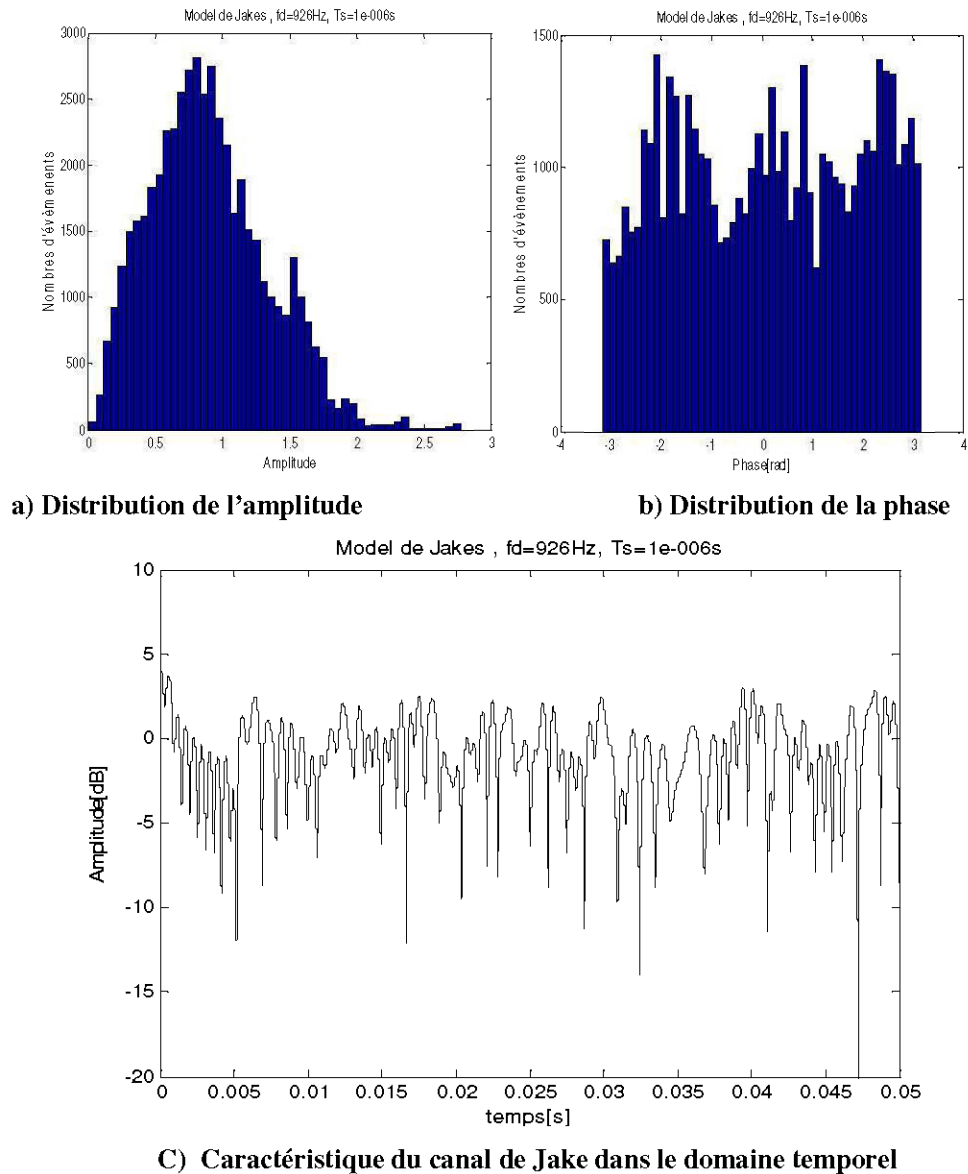 Model de Jakes , fd=926Hz, Ts=1e-006s
3000
2500
2000
1500
1000
500
0
Nombres d'évènements
0 0.5 1 1.5 2 2.5 3
Amplitude
a) Distribution de l'amplitude
Model de Jakes , fd=926Hz, Ts=1e-006s
1500
1000
500
0
Nombres d'évènements
-4 -3 -2 -1 0 1 2 3 4
Phase[rad]
b) Distribution de la phase
Model de Jakes , fd=926Hz, Ts=1e-006s
10
5
0
-5
-10
-15
-20
Amplitude[dB]
0 0.005 0.01 0.015 0.02 0.025 0.03 0.035 0.04 0.045 0.05
temps[s]
C) Caractéristique du canal de Jake dans le domaine temporel